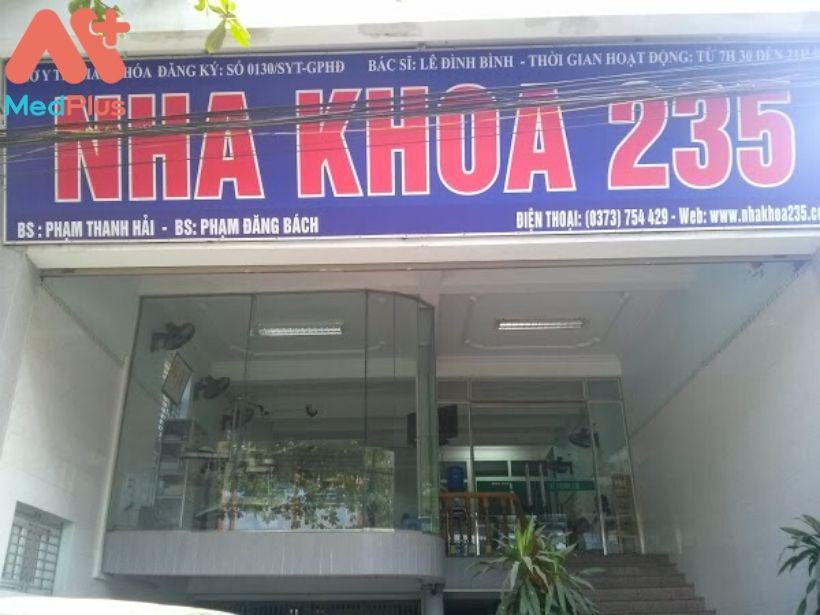 MedPlus
HÓA ĐĂNG KÝ: SỐ 0130/SYT-GPHĐ BÁC SĨ: LÊ ĐÌNH BÌNH - THỜI GIAN HOẠT ĐỘNG: TỪ 7H 30 ĐẾN
NHA KHOA 235
BS : PHẠM THANH HẢI - BS: PHẠM ĐĂNG BÁCH
ĐIỆN THOẠI: (0373) 754 429 - Web: www.nhakhoa235.c